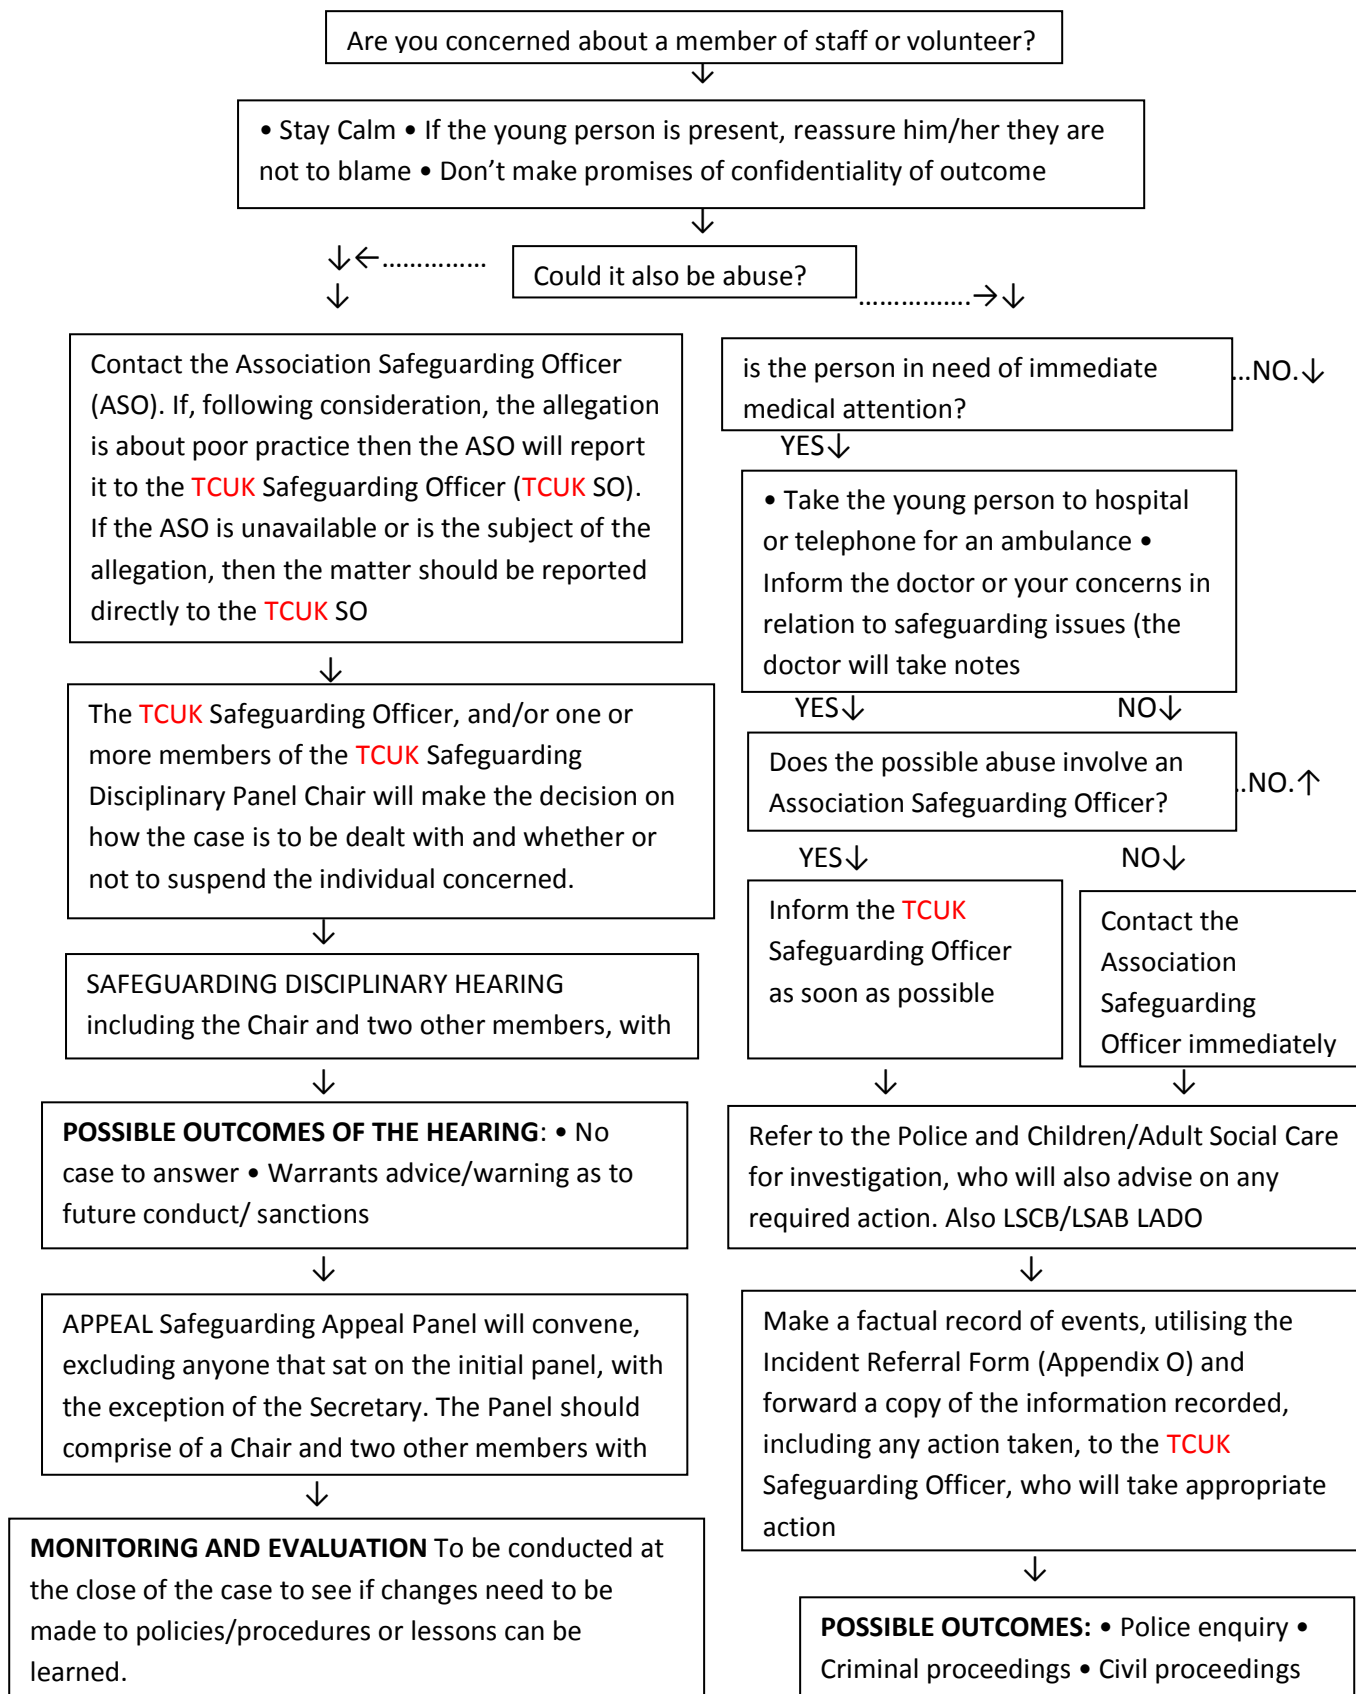 Are you concerned about a member of staff or volunteer?
↓
• Stay Calm • If the young person is present, reassure him/her they are
not to blame • Don’t make promises of confidentiality of outcome
↓
↓←……………
↓
Could it also be abuse?
…………….→↓
Contact the Association Safeguarding Officer
(ASO). If, following consideration, the allegation
is about poor practice then the ASO will report
it to the TCUK Safeguarding Officer (TCUK SO).
If the ASO is unavailable or is the subject of the
allegation, then the matter should be reported
directly to the TCUK SO
↓
The TCUK Safeguarding Officer, and/or one or
more members of the TCUK Safeguarding
Disciplinary Panel Chair will make the decision on
how the case is to be dealt with and whether or
not to suspend the individual concerned.
↓
SAFEGUARDING DISCIPLINARY HEARING
including the Chair and two other members, with
↓
POSSIBLE OUTCOMES OF THE HEARING: • No
case to answer • Warrants advice/warning as to
future conduct/ sanctions
↓
APPEAL Safeguarding Appeal Panel will convene,
excluding anyone that sat on the initial panel, with
the exception of the Secretary. The Panel should
comprise of a Chair and two other members with
↓
MONITORING AND EVALUATION To be conducted at
the close of the case to see if changes need to be
made to policies/procedures or lessons can be
learned.
is the person in need of immediate
medical attention?
…NO.↓
YES↓
• Take the young person to hospital
or telephone for an ambulance •
Inform the doctor or your concerns in
relation to safeguarding issues (the
doctor will take notes
YES↓ NO↓
Does the possible abuse involve an
Association Safeguarding Officer?
..NO.↑
YES↓ NO↓
Inform the TCUK
Safeguarding Officer
as soon as possible
Contact the
Association
Safeguarding
Officer immediately
↓ ↓
Refer to the Police and Children/Adult Social Care
for investigation, who will also advise on any
required action. Also LSCB/LSAB LADO
↓
Make a factual record of events, utilising the
Incident Referral Form (Appendix O) and
forward a copy of the information recorded,
including any action taken, to the TCUK
Safeguarding Officer, who will take appropriate
action
↓
POSSIBLE OUTCOMES: • Police enquiry •
Criminal proceedings • Civil proceedings